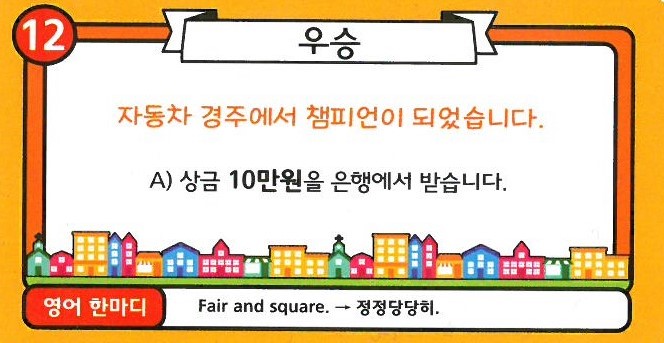 12
우승
자동차 경주에서 챔피언이 되었습니다.
A) 상금 10만원을 은행에서 받습니다.
영어 한마디 Fair and square. → 정정당당히.